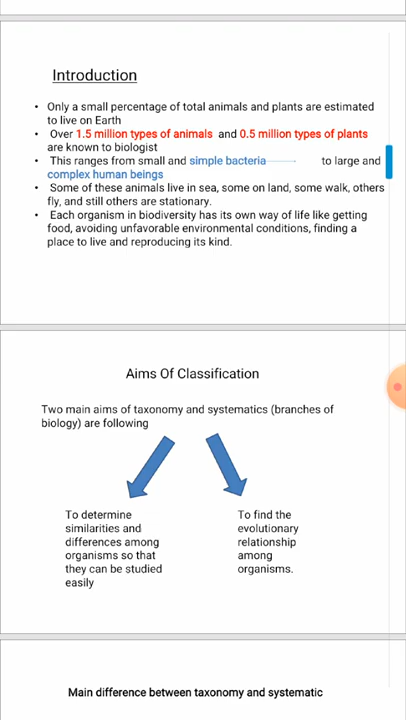 Introduction
• Only a small percentage of total animals and plants are estimated
to live on Earth
• Over 1.5 million types of animals and 0.5 million types of plants
are known to biologist
• This ranges from small and simple bacteria to large and
complex human beings
• Some of these animals live in sea, some on land, some walk, others
fly, and still others are stationary.
• Each organism in biodiversity has its own way of life like getting
food, avoiding unfavorable environmental conditions, finding a
place to live and reproducing its kind.
Aims Of Classification
Two main aims of taxonomy and systematics (branches of
biology) are following
To determine
similarities and
differences among
organisms so that
they can be studied
easily
To find the
evolutionary
relationship
among
organisms.
Main difference between taxonomy and systematic